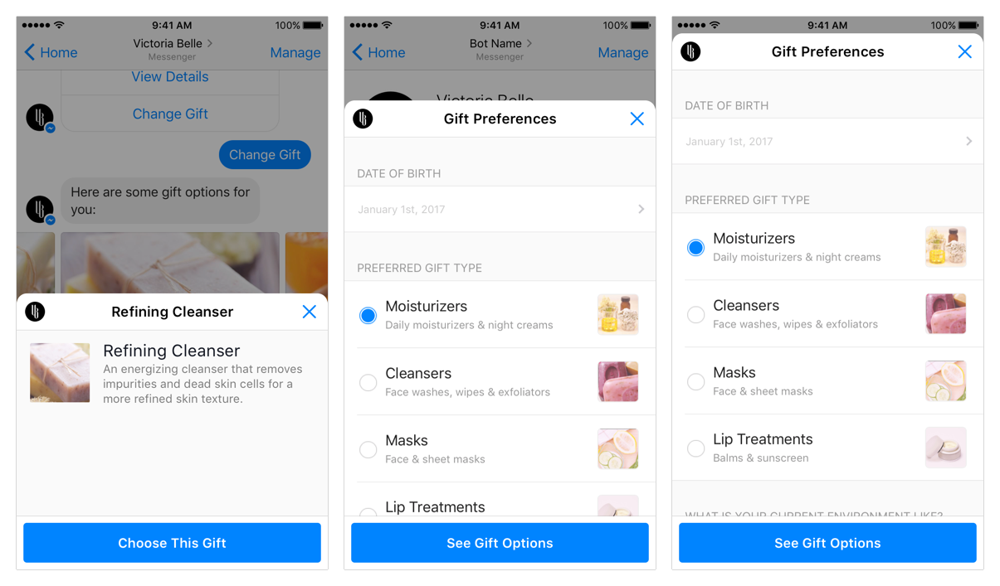 9:41 AM
100%
Home
Victoria Belle
Messenger
Manage
View Details
Change Gift
Change Gift
Here are some gift options for
you:
Refining Cleanser
Refining Cleanser
An energizing cleanser that removes
impurities and dead skin cells for a
more refined skin texture.
Choose This Gift
9:41 AM
100%
Home
Bot Name
Messenger
Manage
Victoria Belle
Gift Preferences
DATE OF BIRTH
January 1st, 2017
PREFERRED GIFT TYPE
Moisturizers
Daily moisturizers & night creams
Cleansers
Face washes, wipes & exfoliators
Masks
Face & sheet masks
Lip Treatments
See Gift Options
9:41 AM
100%
Gift Preferences
DATE OF BIRTH
January 1st, 2017
PREFERRED GIFT TYPE
Moisturizers
Daily moisturizers & night creams
Cleansers
Face washes, wipes & exfoliators
Masks
Face & sheet masks
Lip Treatments
Balms & sunscreen
WHAT IS YOUR CURRENT ENVIRONMENT LIKE?
See Gift Options